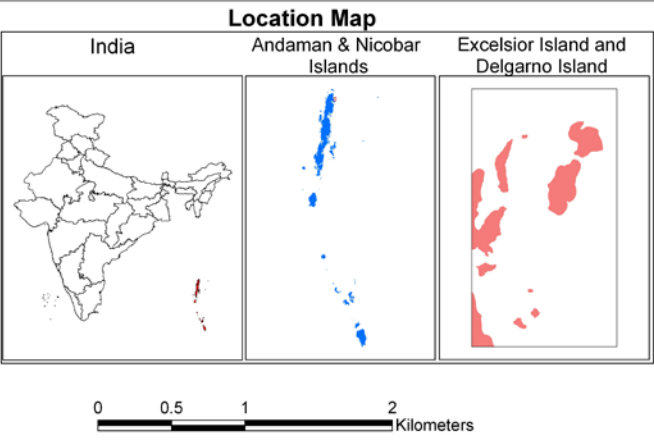 Location Map
India
Andaman & Nicobar
Islands
Excelsior Island and
Delgarno Island
0 0.5 1 2
Kilometers